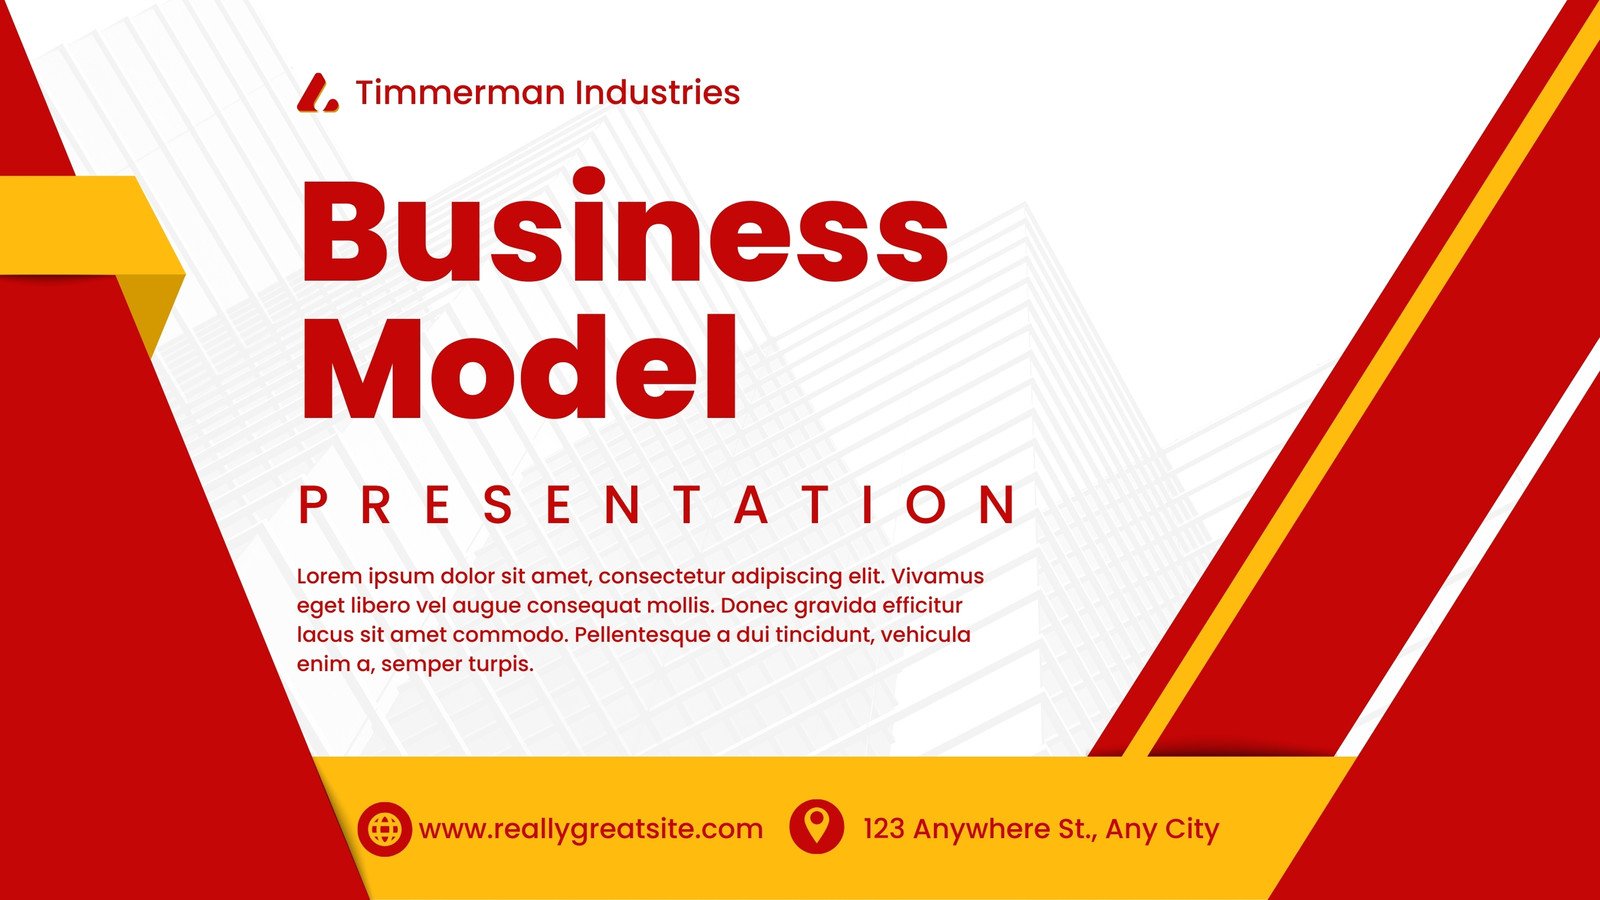 Timmerman Industries
Business
Model
PRESENTATION
Lorem ipsum dolor sit amet, consectetur adipiscing elit. Vivamus
eget libero vel augue consequat mollis. Donec gravida efficitur
lacus sit amet commodo. Pellentesque a dui tincidunt, vehicula
enim a, semper turpis.
www.reallygreatsite.com
123 Anywhere St., Any City